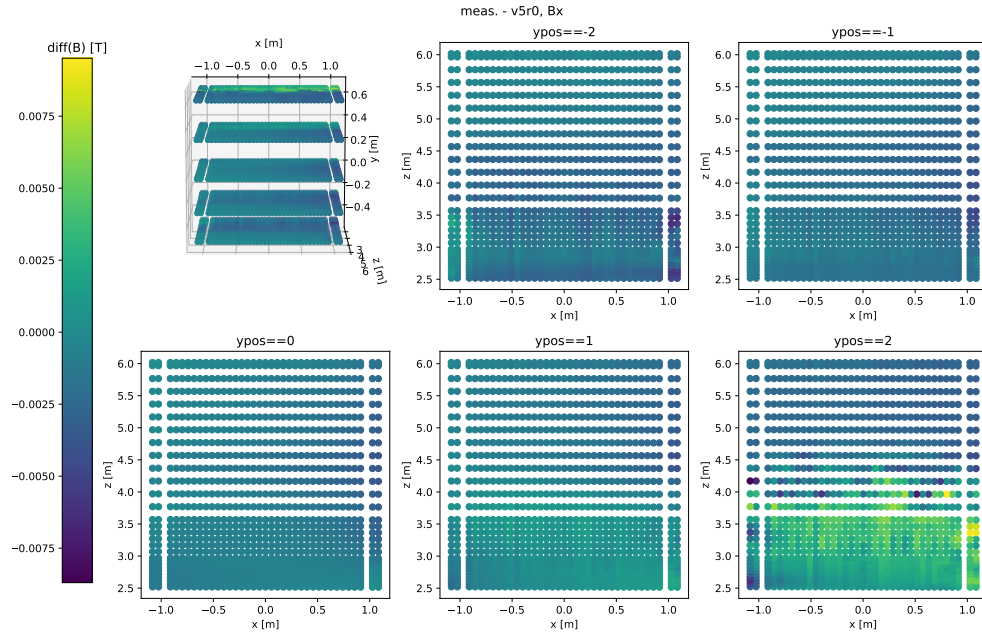 meas. - v5r0, Bx
diff(B) [T]
0.0075
0.0050
0.0025
0.0000
−0.0025
−0.0050
−0.0075
x [m]
−1.0 −0.5 0.0 0.5 1.0
0.6
0.4
0.2
0.0
−0.2
−0.4
y [m]
z [m]
ypos==-2
6.0
5.5
5.0
4.5
4.0
3.5
3.0
2.5
z [m]
−1.0 −0.5 0.0 0.5 1.0
x [m]
ypos==-1
6.0
5.5
5.0
4.5
4.0
3.5
3.0
2.5
z [m]
−1.0 −0.5 0.0 0.5 1.0
x [m]
ypos==0
6.0
5.5
5.0
4.5
4.0
3.5
3.0
2.5
z [m]
−1.0 −0.5 0.0 0.5 1.0
x [m]
ypos==1
6.0
5.5
5.0
4.5
4.0
3.5
3.0
2.5
z [m]
−1.0 −0.5 0.0 0.5 1.0
x [m]
ypos==2
6.0
5.5
5.0
4.5
4.0
3.5
3.0
2.5
z [m]
−1.0 −0.5 0.0 0.5 1.0
x [m]